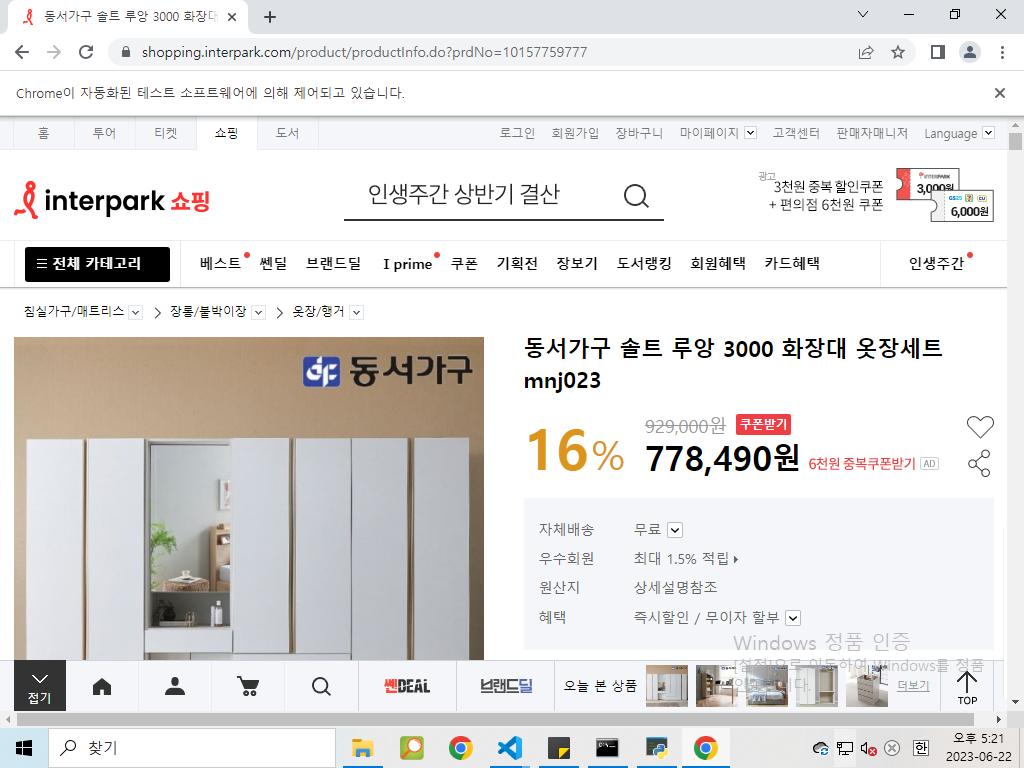 동서가구 솔트 루앙 3000 화장대
shopping.interpark.com/product/productInfo.do?prdNo=10157759777
Chrome이 자동화된 테스트 소프트웨어에 의해 제어되고 있습니다.
홈 투어 티켓 쇼핑 도서 로그인 회원가입 장바구니 마이페이지 고객센터 판매자매니저 Language
interpark 쇼핑
인생주간 상반기 결산
광고
3천원 중복 할인쿠폰
+ 편의점 6천원 쿠폰
INTERPARK
3,000원
GS25 CU
6,000원
전체 카테고리 베스트 쎈딜 브랜드딜 I prime 쿠폰 기획전 장보기 도서랭킹 회원혜택 카드혜택 인생주간
침실가구/매트리스 장롱/붙박이장 옷장/행거
동서가구
동서가구 솔트 루앙 3000 화장대 옷장세트
mnj023
16%
929,000원 쿠폰받기
778,490원 6천원 중복쿠폰받기 AD
자체배송 무료
우수회원 최대 1.5% 적립
원산지 상세설명참조
혜택 즉시할인 / 무이자 할부
Windows 정품 인증
[설정]으로 이동하여 Windows를 정품
접기
쎈DEAL
브랜드딜
오늘 본 상품
더보기
TOP
찾기
한
오후 5:21
2023-06-22